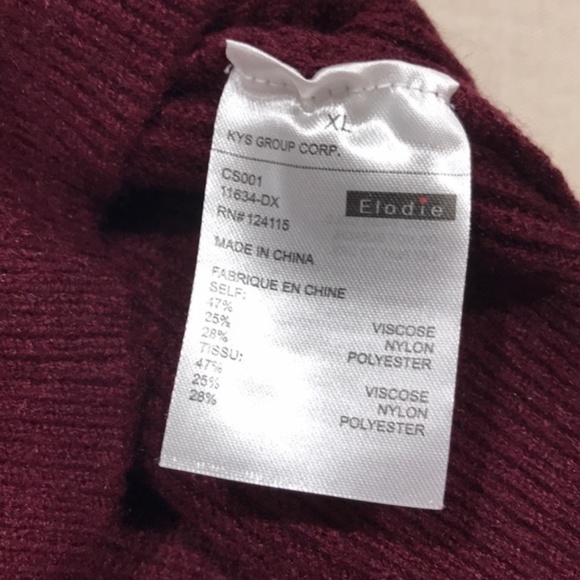 XL
KYS GROUP CORP.
CS001
11634-DX
RN#124115
Elodie
MADE IN CHINA
FABRIQUE EN CHINE
SELF:
47% VISCOSE
25% NYLON
28% POLYESTER
TISSU:
47% VISCOSE
25% NYLON
28% POLYESTER